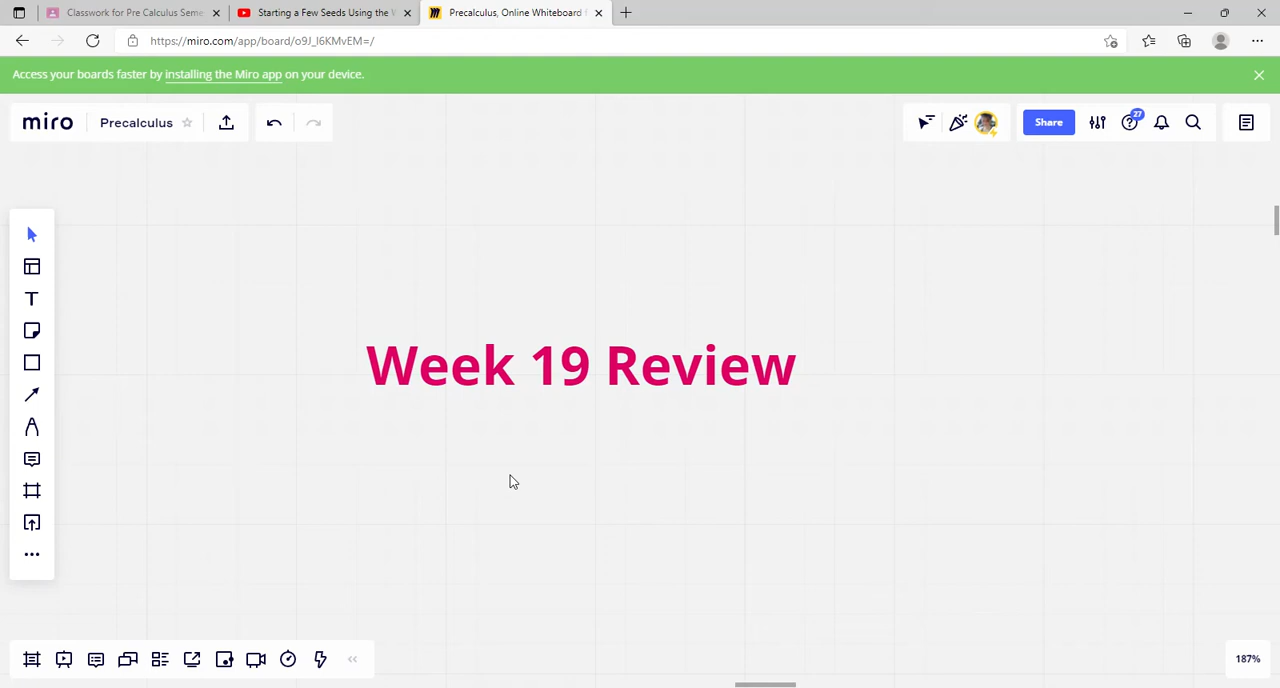 Classwork for Pre Calculus Seme
Starting a Few Seeds Using the W
Precalculus, Online Whiteboard f
https://miro.com/app/board/o9J_l6KMvEM=/
Access your boards faster by installing the Miro app on your device.
miro
Precalculus
Share
27
Week 19 Review
187%